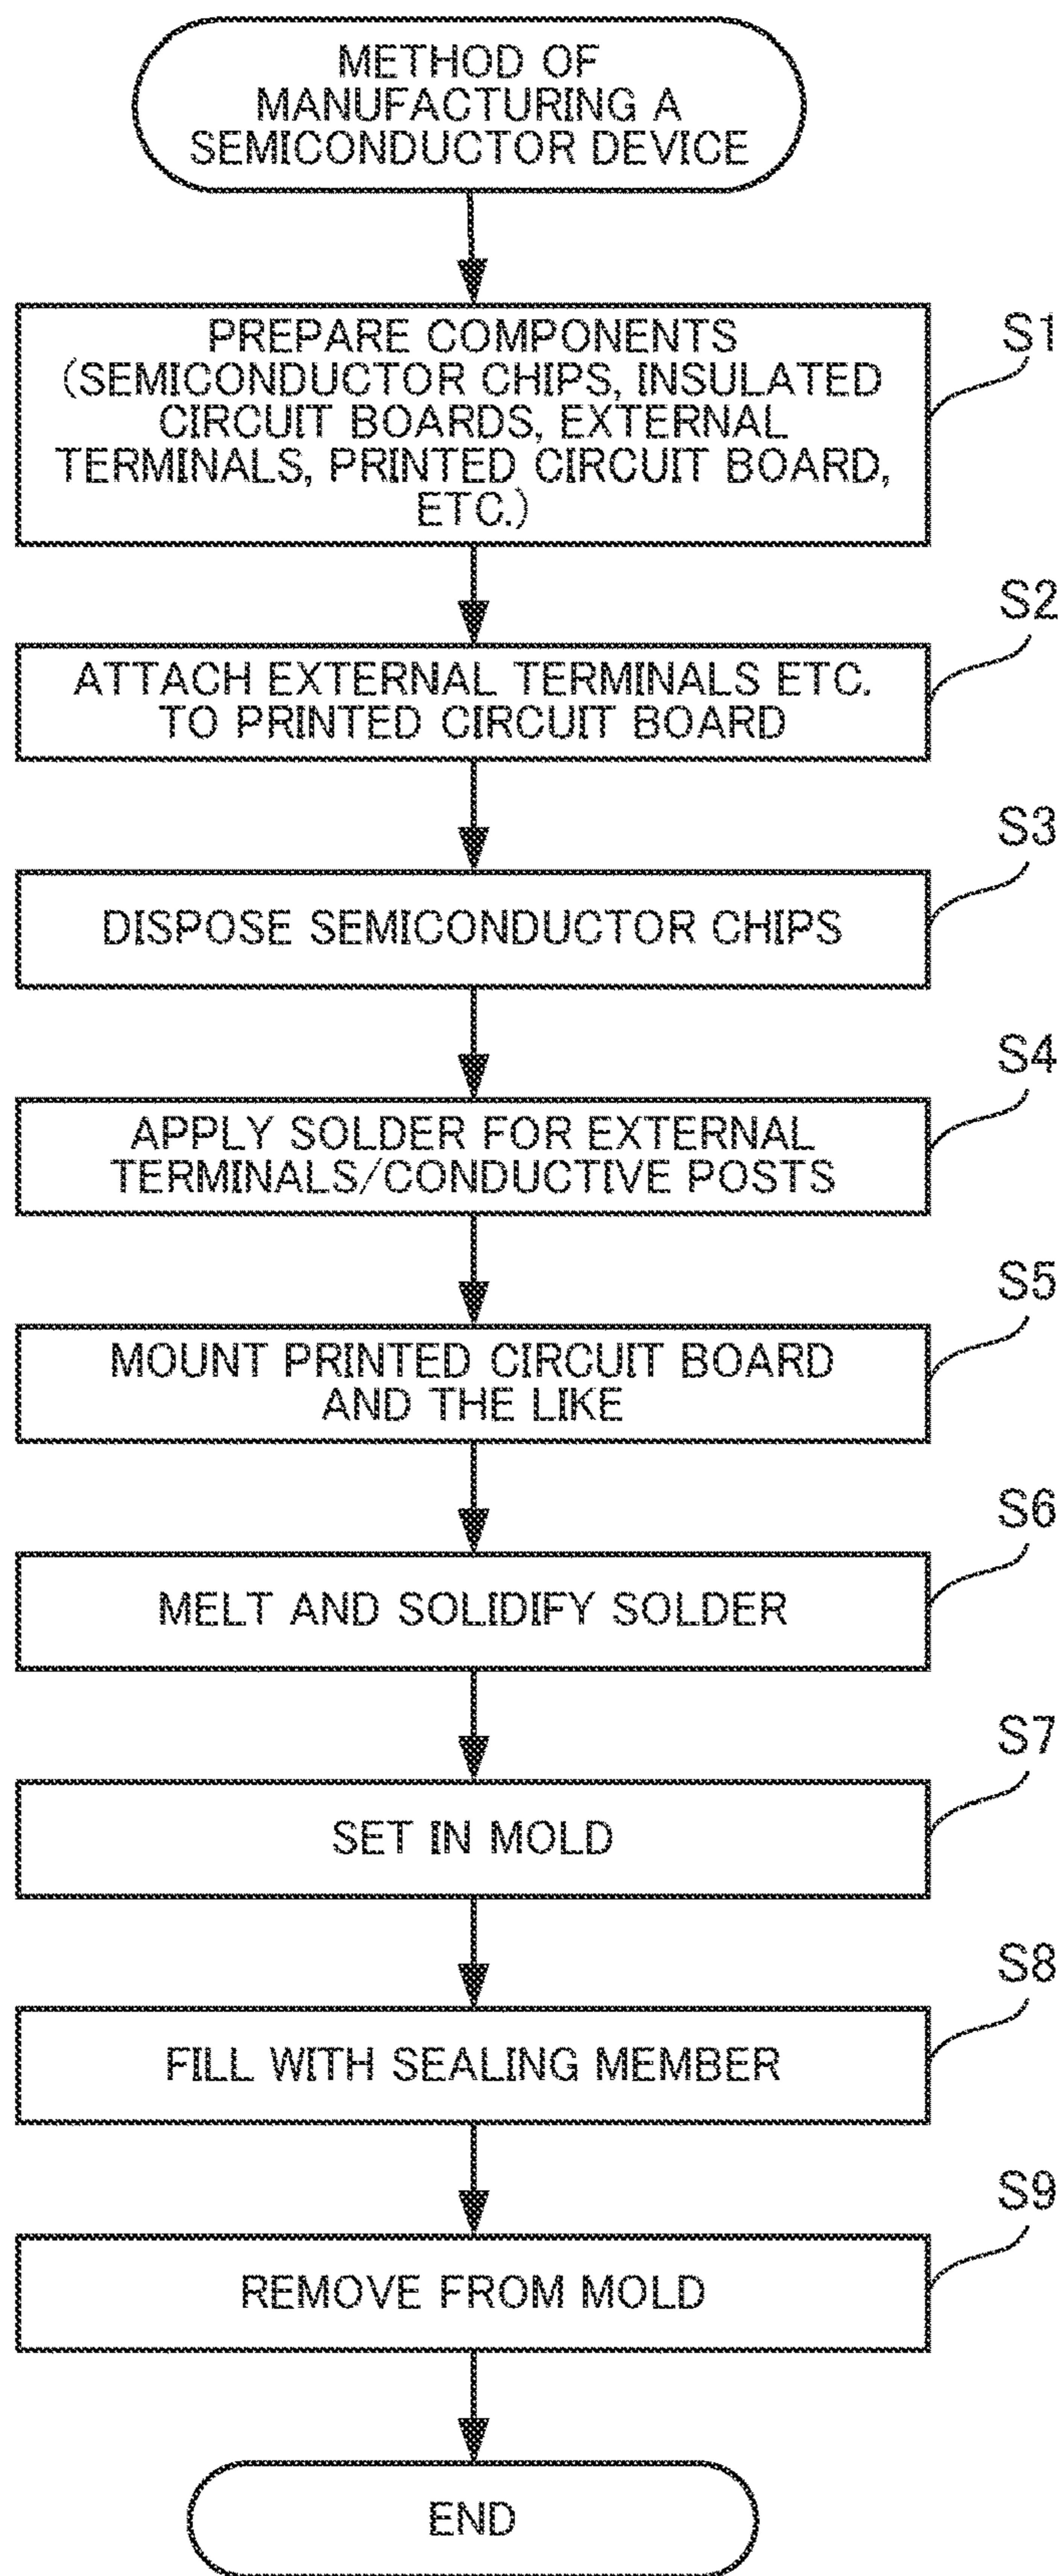 METHOD OF
MANUFACTURING A
SEMICONDUCTOR DEVICE
PREPARE COMPONENTS
(SEMICONDUCTOR CHIPS, INSULATED
CIRCUIT BOARDS, EXTERNAL
TERMINALS, PRINTED CIRCUIT BOARD,
ETC.)
S1
ATTACH EXTERNAL TERMINALS ETC.
TO PRINTED CIRCUIT BOARD
S2
DISPOSE SEMICONDUCTOR CHIPS
S3
APPLY SOLDER FOR EXTERNAL
TERMINALS/CONDUCTIVE POSTS
S4
MOUNT PRINTED CIRCUIT BOARD
AND THE LIKE
S5
MELT AND SOLIDIFY SOLDER
S6
SET IN MOLD
S7
FILL WITH SEALING MEMBER
S8
REMOVE FROM MOLD
S9
END